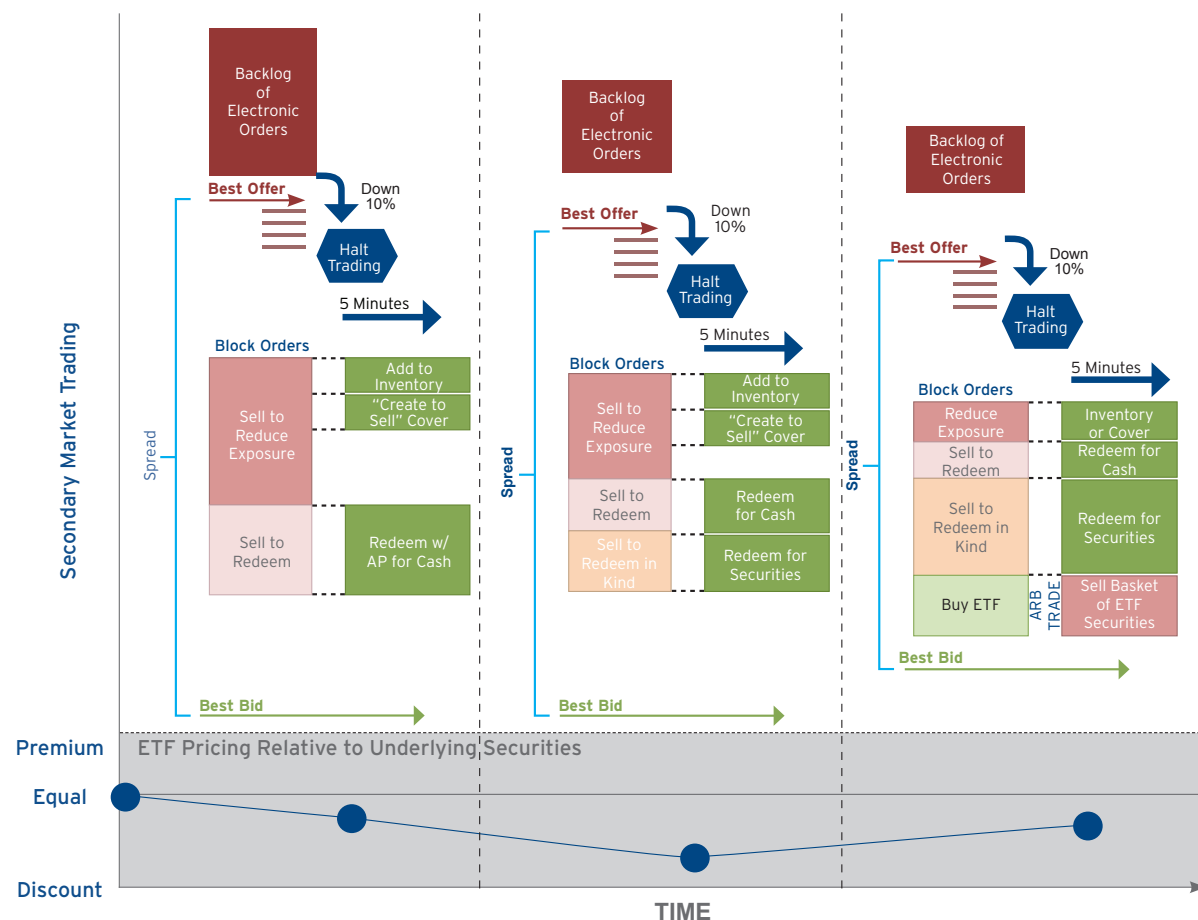 Secondary Market Trading
Backlog
of
Electronic
Orders
Best Offer
Down
10%
Halt
Trading
5 Minutes
Block Orders
Spread
Sell to
Reduce
Exposure
Add to
Inventory
“Create to
Sell” Cover
Sell to
Redeem
Redeem w/
AP for Cash
Best Bid
Backlog
of
Electronic
Orders
Best Offer
Down
10%
Halt
Trading
5 Minutes
Block Orders
Spread
Sell to
Reduce
Exposure
Add to
Inventory
“Create to
Sell” Cover
Sell to
Redeem
Redeem
for Cash
Sell to
Redeem in
Kind
Redeem for
Securities
Best Bid
Backlog
of
Electronic
Orders
Best Offer
Down
10%
Halt
Trading
5 Minutes
Block Orders
Spread
Reduce
Exposure
Inventory
or Cover
Sell to
Redeem
Redeem for
Cash
Sell to
Redeem in
Kind
Redeem for
Securities
Buy ETF
ARB
TRADE
Sell Basket
of ETF
Securities
Best Bid
Premium
ETF Pricing Relative to Underlying Securities
Equal
Discount
TIME